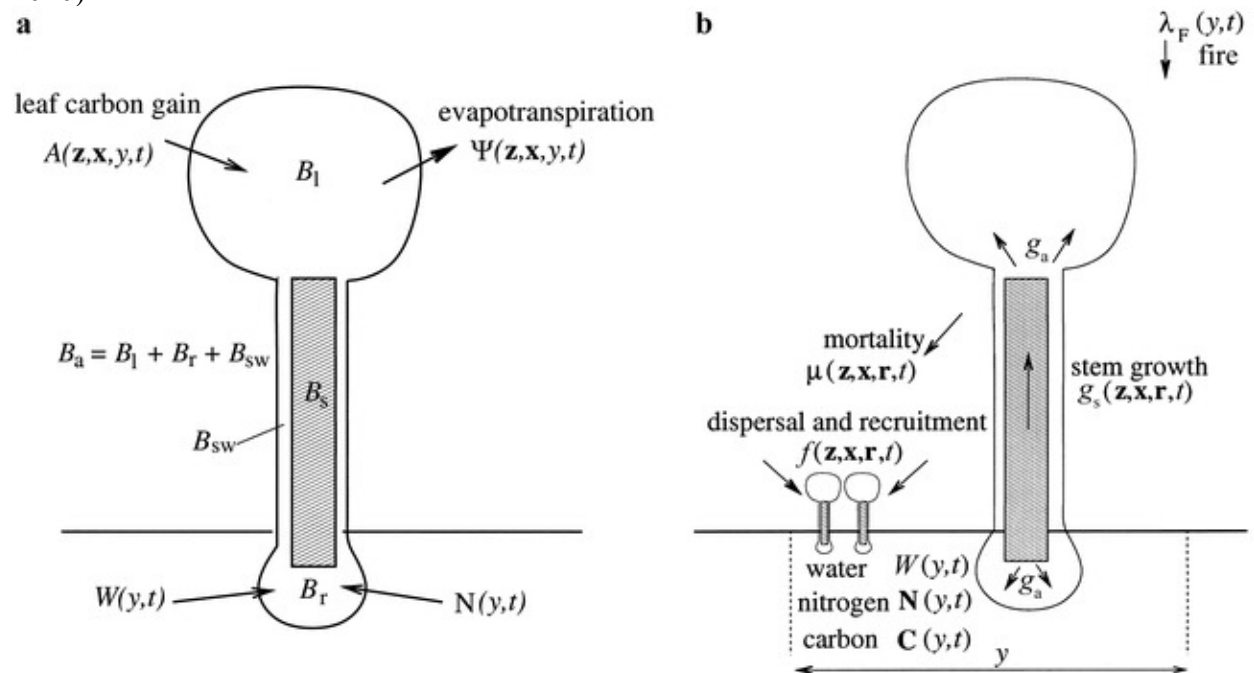 a
leaf carbon gain
A(z,x,y,t)
evapotranspiration
Ψ(z,x,y,t)
B_l
B_a = B_l + B_r + B_sw
B_s
B_sw
W(y,t)
B_r
N(y,t)
b
λ_F (y,t)
fire
g_a
mortality
μ(z,x,r,t)
stem growth
g_s(z,x,r,t)
dispersal and recruitment
f(z,x,r,t)
water W(y,t)
nitrogen N(y,t)
carbon C(y,t)
g_a
y